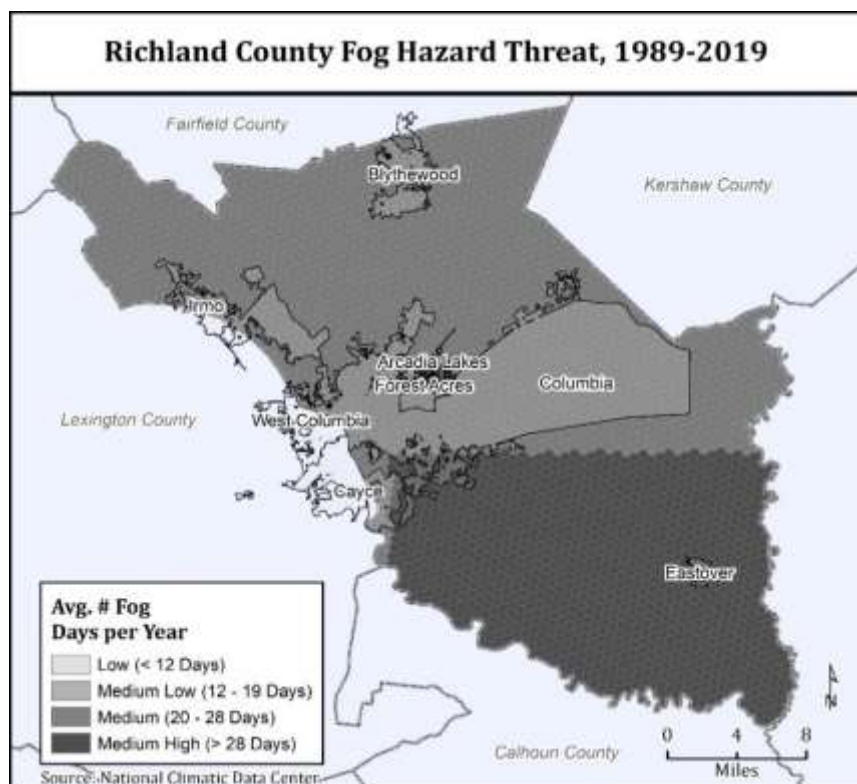 Richland County Fog Hazard Threat, 1989-2019
Fairfield County
Blythewood
Kershaw County
Irmo
Arcadia Lakes
Forest Acres
Columbia
Lexington County
West Columbia
Cayce
Eastover
Avg. # Fog
Days per Year
Low (< 12 Days)
Medium Low (12 - 19 Days)
Medium (20 - 28 Days)
Medium High (> 28 Days)
N
0 4 8
Miles
Calhoun County
Source: National Climatic Data Center